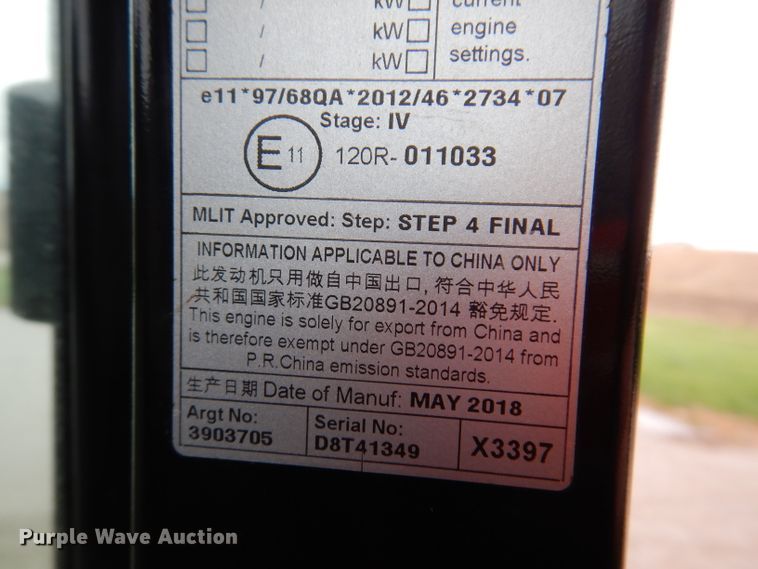 current
/ kW engine
/ kW settings.
e11*97/68QA*2012/46*2734*07
Stage: IV
E 11 120R- 011033
MLIT Approved: Step: STEP 4 FINAL
INFORMATION APPLICABLE TO CHINA ONLY
此发动机只用做自中国出口, 符合中华人民
共和国国家标准GB20891-2014 豁免规定.
This engine is solely for export from China and
is therefore exempt under GB20891-2014 from
P.R.China emission standards.
生产日期 Date of Manuf: MAY 2018
Argt No: Serial No:
3903705 D8T41349 X3397
Purple Wave Auction